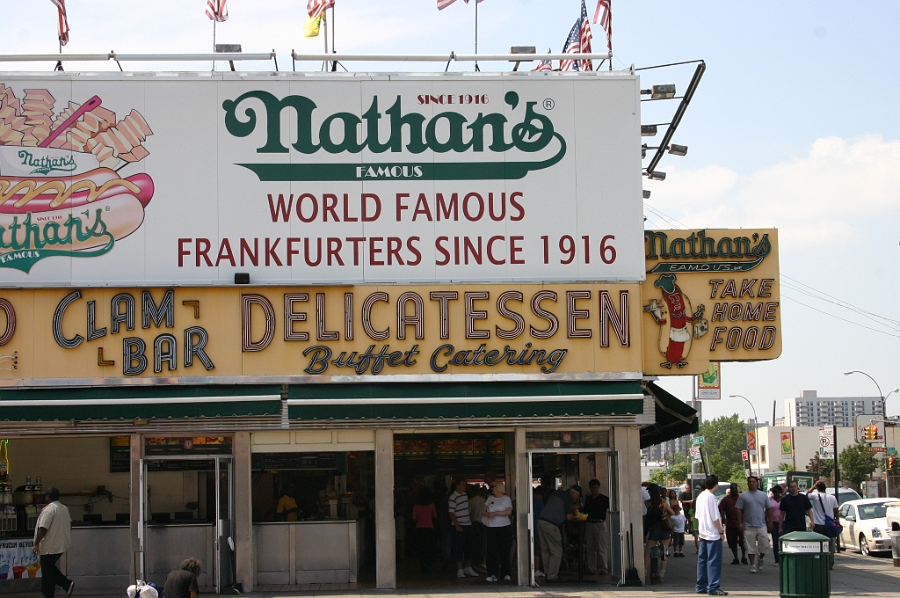 SINCE 1916
Nathan's®
FAMOUS
WORLD FAMOUS
FRANKFURTERS SINCE 1916
Nathan's
Nathan's®
FAMOUS
CLAM BAR
DELICATESSEN
Buffet Catering
Nathan's
FAMOUS
TAKE
HOME
FOOD